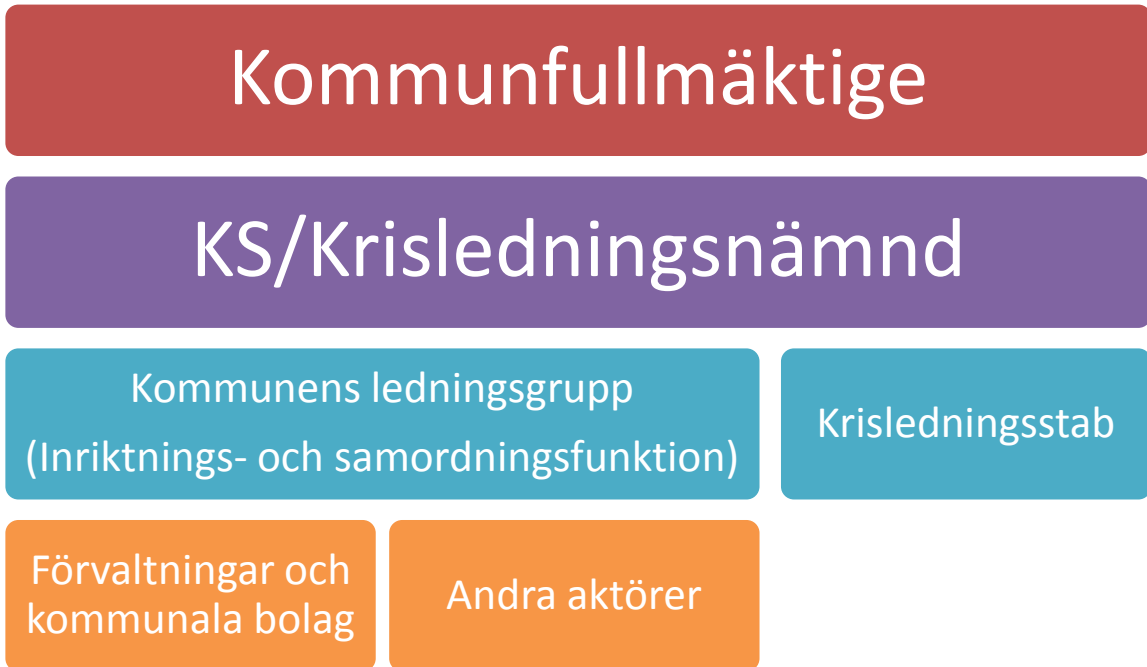 Kommunfullmäktige
KS/Krisledningsnämnd
Kommunens ledningsgrupp
(Inriktnings- och samordningsfunktion)
Krisledningsstab
Förvaltningar och
kommunala bolag
Andra aktörer